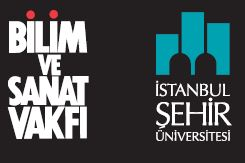 BİLİM
VE
SANAT
VAKFI
İSTANBUL
ŞEHİR
ÜNİVERSİTESİ